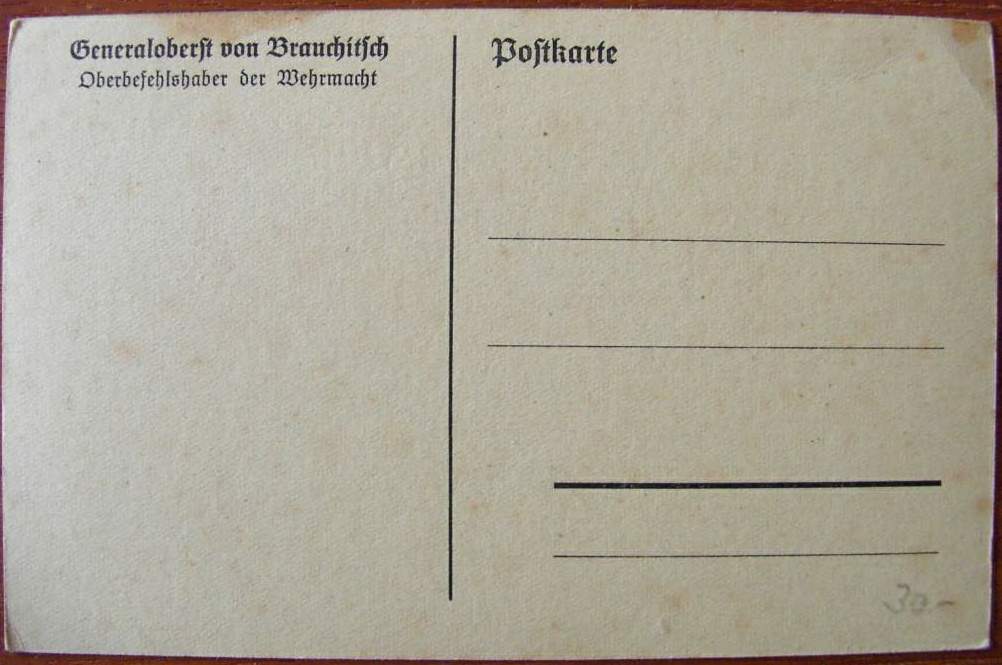 Generaloberst von Brauchitsch
Oberbefehlshaber der Wehrmacht
Postkarte
30.-